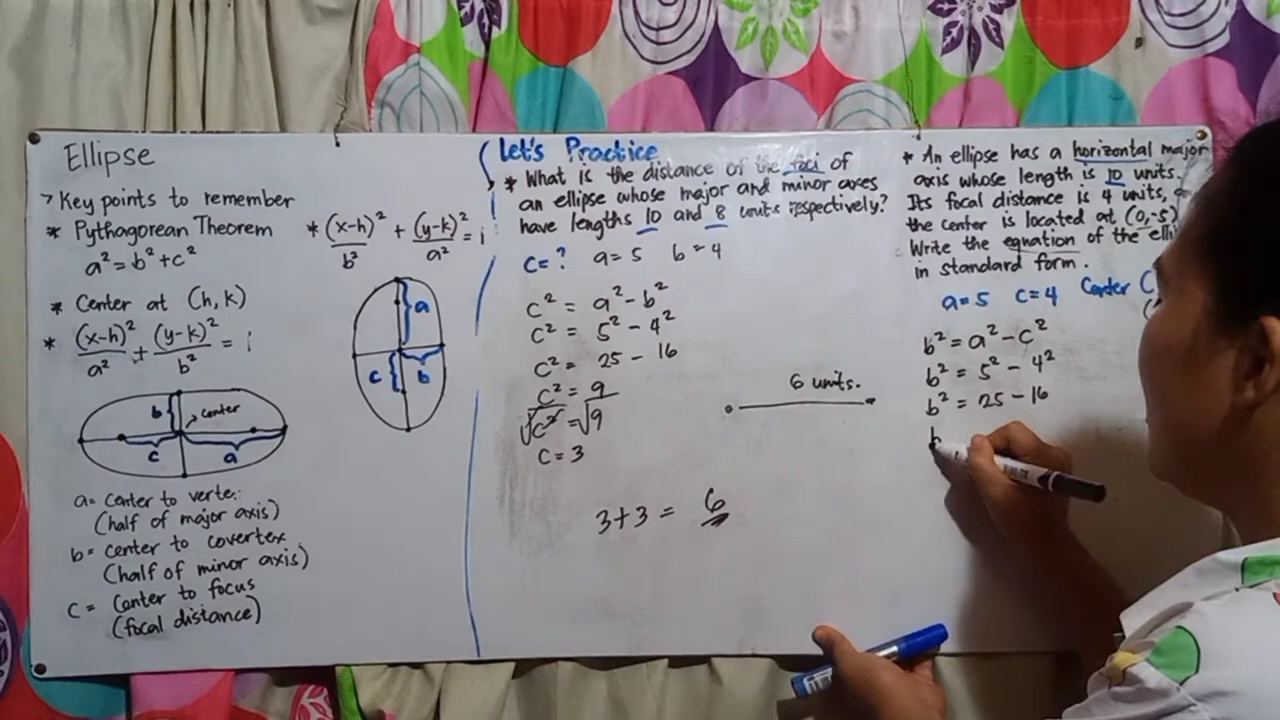 Ellipse
> Key points to remember
* Pythagorean Theorem
a² = b² + c²
* Center at (h, k)
* (x-h)²/a² + (y-k)²/b² = 1
b
center
c
a
a = center to verte
(half of major axis)
b = center to covertex
(half of minor axis)
c = center to focus
(focal distance)
* (x-h)²/b² + (y-k)²/a² = 1
a
c
b
Let's Practice
* What is the distance of the foci of
an ellipse whose major and minor axes
have lengths 10 and 8 units respectively?
c = ? a = 5 b = 4
c² = a² - b²
c² = 5² - 4²
c² = 25 - 16
c² = 9
√c² = √9
c = 3
3 + 3 = 6
6 units.
* An ellipse has a horizontal major
axis whose length is 10 units.
Its focal distance is 4 units,
the center is located at (0,-5)
Write the equation of the elli
in standard form.
a = 5 c = 4 Center (
b² = a² - c²
b² = 5² - 4²
b² = 25 - 16
b